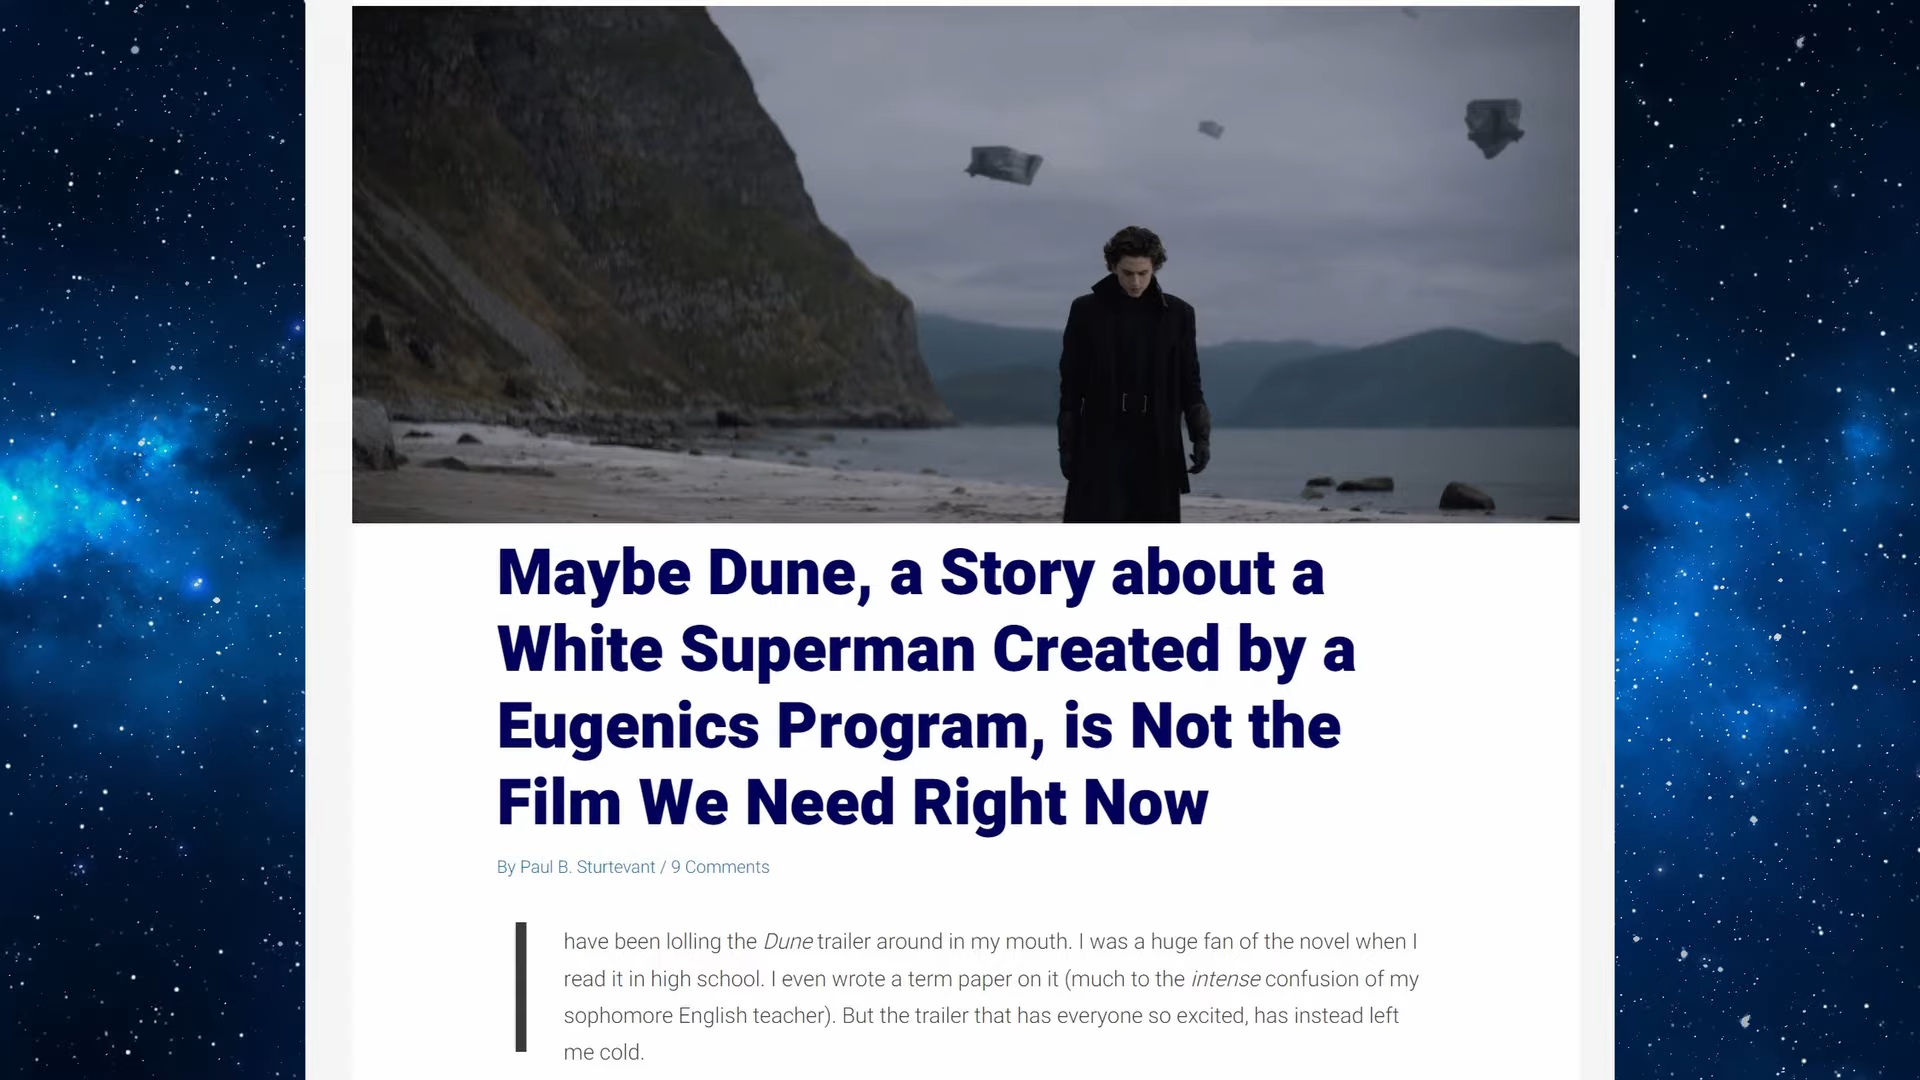 Maybe Dune, a Story about a
White Superman Created by a
Eugenics Program, is Not the
Film We Need Right Now
By Paul B. Sturtevant / 9 Comments
I have been lolling the Dune trailer around in my mouth. I was a huge fan of the novel when I
read it in high school. I even wrote a term paper on it (much to the intense confusion of my
sophomore English teacher). But the trailer that has everyone so excited, has instead left
me cold.